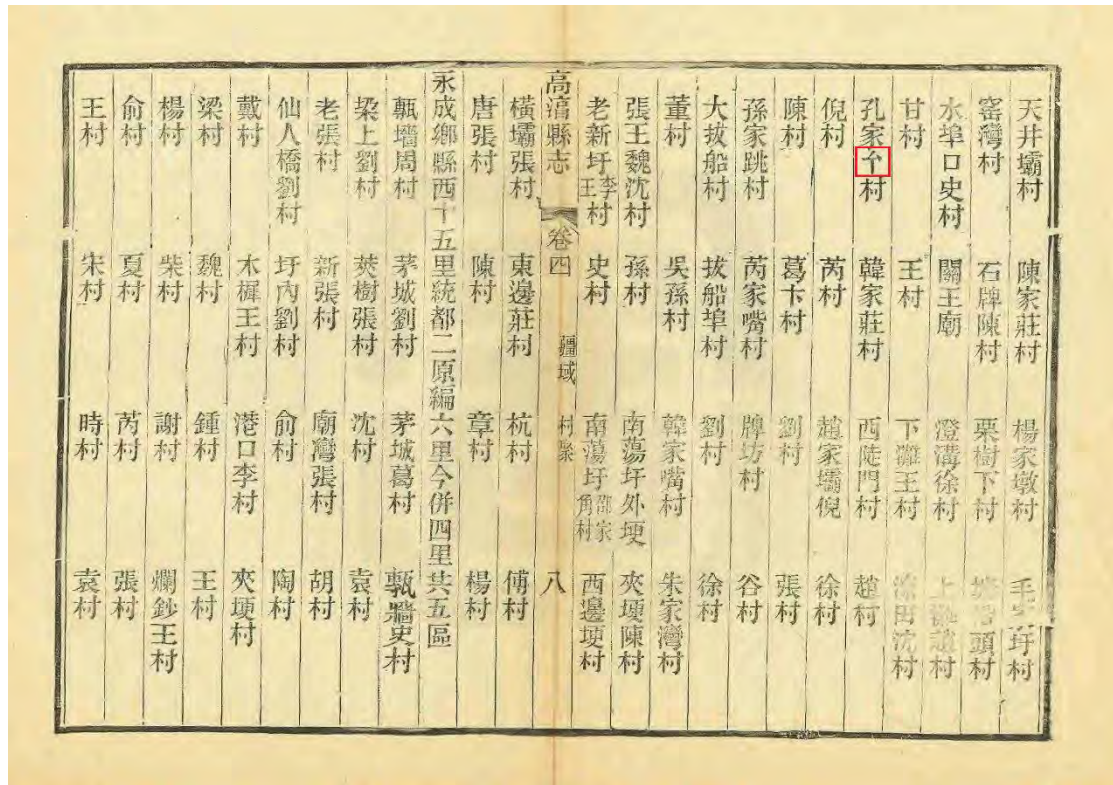 天井壩村 陳家莊村 楊家墩村 毛家圩村
窑灣村 石牌陳村 栗樹下村 頭村
水埠口史村 關王廟 澄溝徐村 上趙村
甘村 王村 下灘王村 田沈村
孔家村 韓家莊村 西陡門村 趙村
倪村 芮村 趙家壩倪 徐村
陳村 葛卞村 劉村 張村
孫家跳村 芮家嘴村 牌坊村 谷村
大拔船村 拔船埠村 劉村 徐村
董村 吳孫村 韓家嘴村 朱家灣村
張王魏沈村 孫村 南蕩圩外埂 夾埂陳村
老新圩李王村 史村 南蕩圩邵家角村 西邊埂村
高淳縣志 卷四 疆域 村聚 八
橫壩張村 東邊莊村 杭村 傅村
唐張村 陳村 章村 楊村
永成鄉縣西十五里統都二原編六里今併四里共五區
甎墻周村 茅城劉村 茅城葛村 甎牆史村
梁上劉村 莢樹張村 沈村 袁村
老張村 新張村 廟灣張村 胡村
仙人橋劉村 圩內劉村 俞村 陶村
戴村 木樨王村 港口李村 夾埂村
梁村 魏村 鍾村 王村
楊村 柴村 謝村 爛鈔王村
俞村 夏村 芮村 張村
王村 宋村 時村 袁村